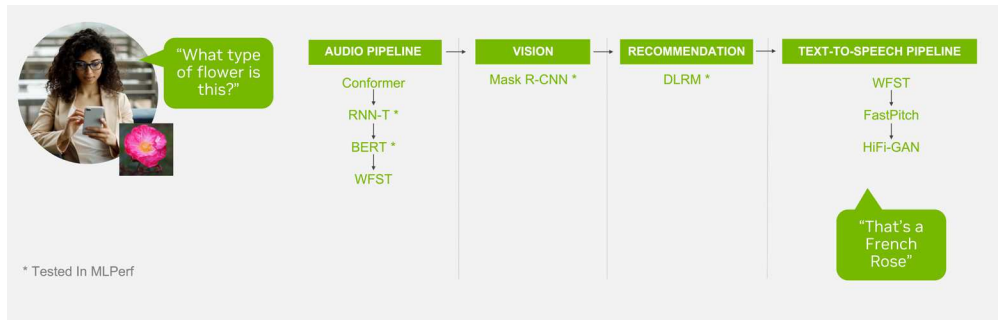 “What type
of flower is
this?”
AUDIO PIPELINE
Conformer
RNN-T *
BERT *
WFST
VISION
Mask R-CNN *
RECOMMENDATION
DLRM *
TEXT-TO-SPEECH PIPELINE
WFST
FastPitch
HiFi-GAN
“That’s a
French
Rose”
* Tested In MLPerf